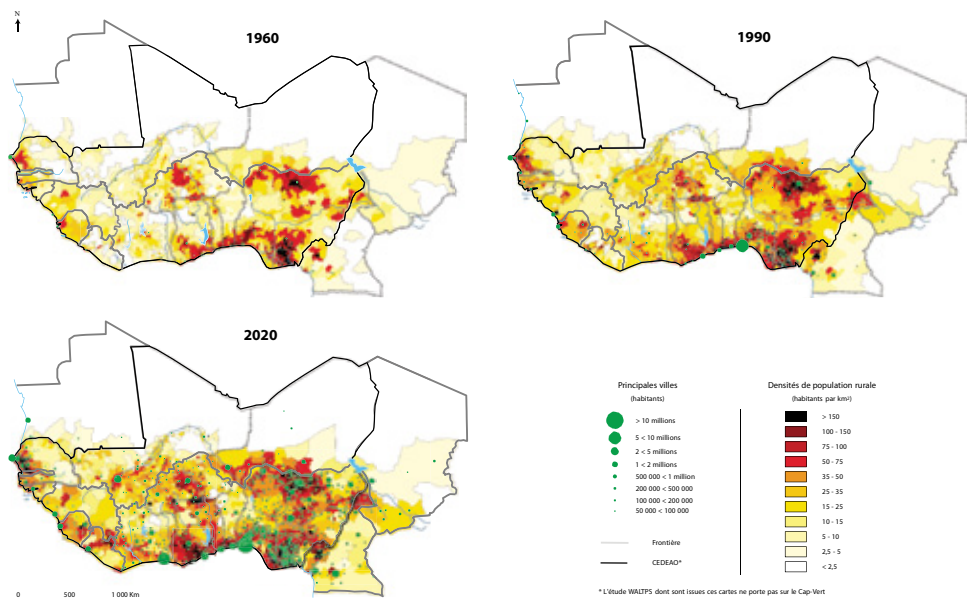 N
1960
1990
2020
Principales villes
(habitants)
> 10 millions
5 < 10 millions
2 < 5 millions
1 < 2 millions
500 000 < 1 million
200 000 < 500 000
100 000 < 200 000
50 000 < 100 000
Frontière
CEDEAO*
Densités de population rurale
(habitants par km²)
> 150
100 - 150
75 - 100
50 - 75
35 - 50
25 - 35
15 - 25
10 - 15
5 - 10
2,5 - 5
< 2,5
0 500 1 000 Km
* L'étude WALTPS dont sont issues ces cartes ne porte pas sur le Cap-Vert